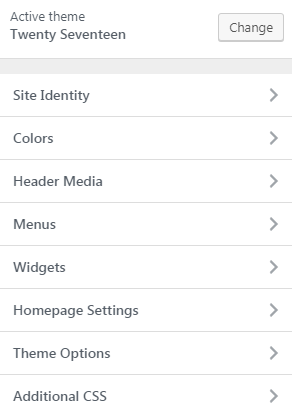 Active theme
Twenty Seventeen
Change
Site Identity
Colors
Header Media
Menus
Widgets
Homepage Settings
Theme Options
Additional CSS